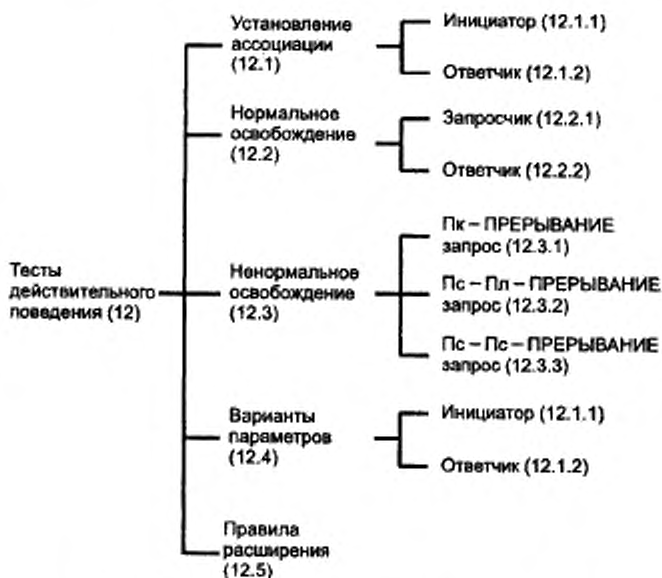 Установление
ассоциации
(12.1)
Инициатор (12.1.1)
Ответчик (12.1.2)
Нормальное
освобождение
(12.2)
Запросчик (12.2.1)
Ответчик (12.2.2)
Тесты
действительного
поведения (12)
Ненормальное
освобождение
(12.3)
Пк – ПРЕРЫВАНИЕ
запрос (12.3.1)
Пс – Пл – ПРЕРЫВАНИЕ
запрос (12.3.2)
Пс – Пс – ПРЕРЫВАНИЕ
запрос (12.3.3)
Варианты
параметров
(12.4)
Инициатор (12.1.1)
Ответчик (12.1.2)
Правила
расширения
(12.5)